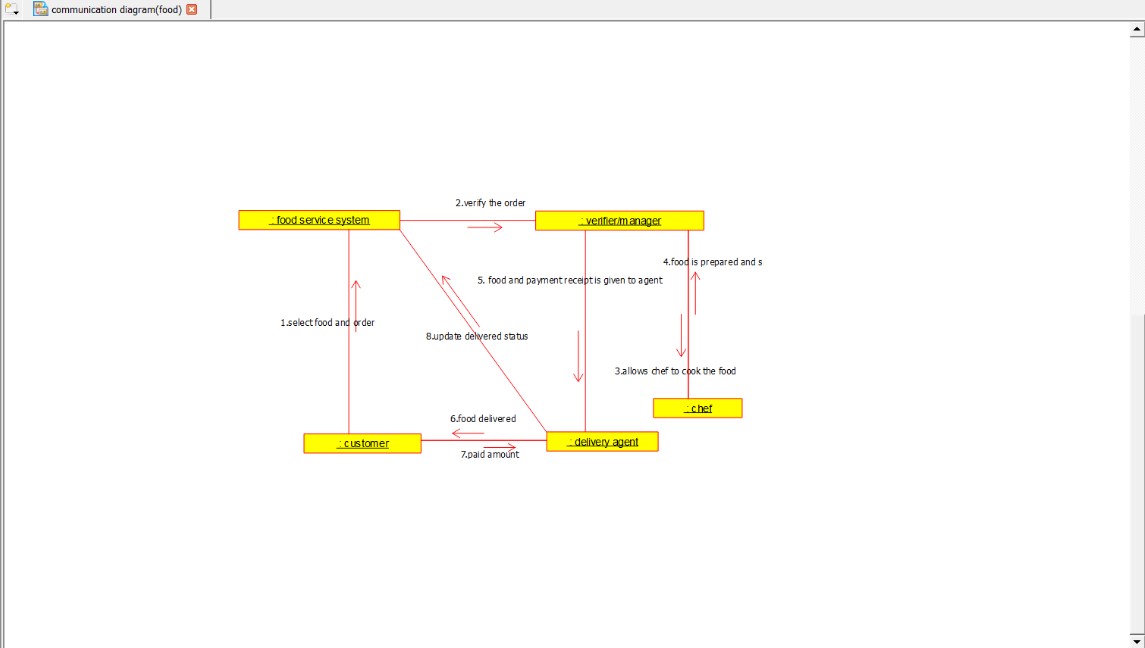 communication diagram(food)
2.verify the order
: food service system
: verifier/manager
4.food is prepared and s
5. food and payment receipt is given to agent
1.select food and order
8.update delivered status
3.allows chef to cook the food
: chef
6.food delivered
: customer
: delivery agent
7.paid amount